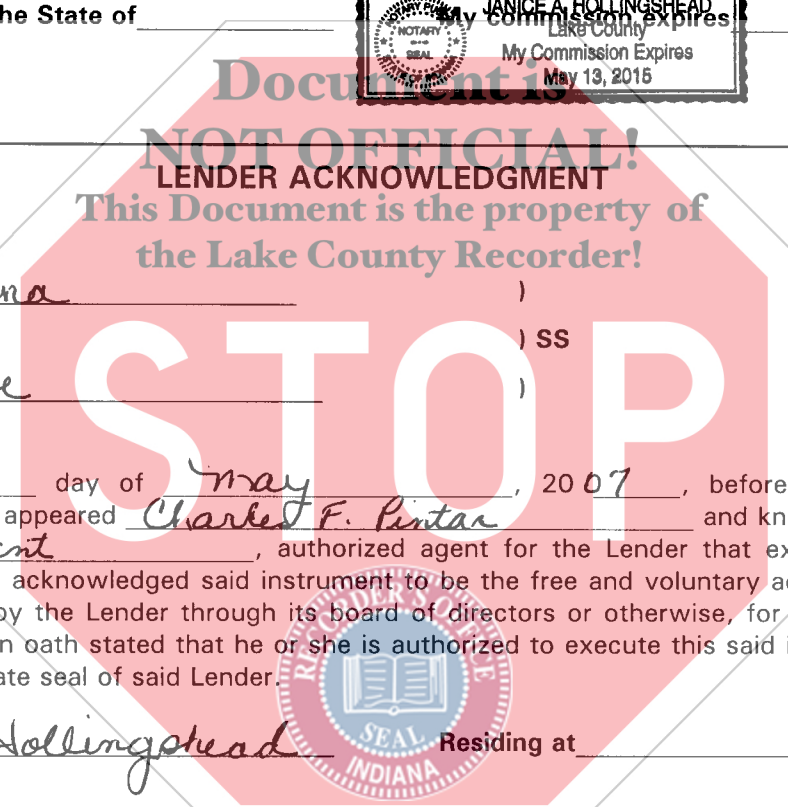 he State of
JANICE A. HOLLINGSHEAD
My commission expires
NOTARY
SEAL
Lake County
My Commission Expires
May 13, 2015
Document is
NOT OFFICIAL!
LENDER ACKNOWLEDGMENT
This Document is the property of
the Lake County Recorder!
na )
) SS
e )
STOP
day of may, 2007, before
appeared Charles F. Pintar and kn
ent, authorized agent for the Lender that ex
acknowledged said instrument to be the free and voluntary a
by the Lender through its board of directors or otherwise, for
n oath stated that he or she is authorized to execute this said i
ate seal of said Lender.
RECORDER'S OFFICE
SEAL
INDIANA
Hollingshead Residing at